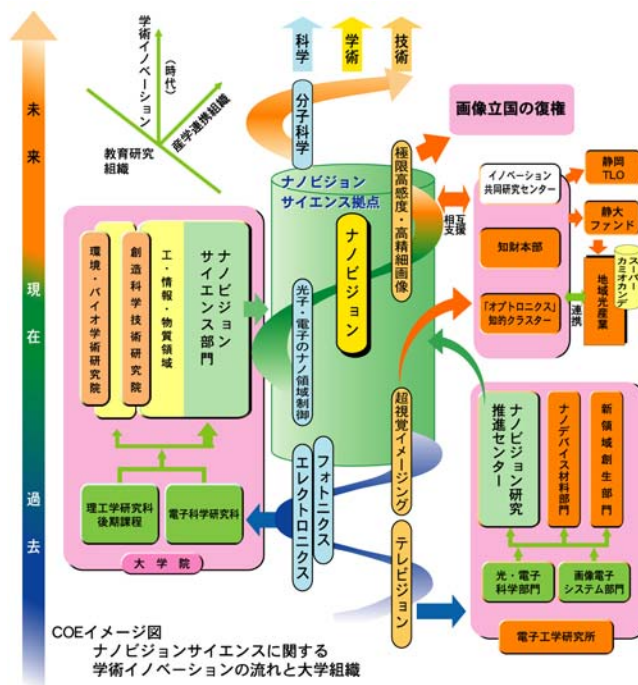 未来
現在
過去
学術イノベーション
(時代)
産学連携組織
教育研究
組織
科学
学術
技術
分子科学
ナノビジョン
サイエンス拠点
ナノビジョン
極限高感度・高精細画像
光子・電子のナノ領域制御
超視覚イメージング
フォトニクス
エレクトロニクス
テレビジョン
画像立国の復権
相互
支援
イノベーション
共同研究センター
知財本部
「オプトロニクス」
知的クラスター
静岡
TLO
静大
ファンド
地域光産業
スーパー
カミオカンデ
連携
環境・バイオ学術研究院
創造科学技術研究院
工・情報・物質領域
ナノビジョン
サイエンス部門
理工学研究科
後期課程
電子科学研究科
大学院
ナノビジョン研究
推進センター
ナノデバイス材料部門
新領域創生部門
光・電子
科学部門
画像電子
システム部門
電子工学研究所
COEイメージ図
ナノビジョンサイエンスに関する
学術イノベーションの流れと大学組織